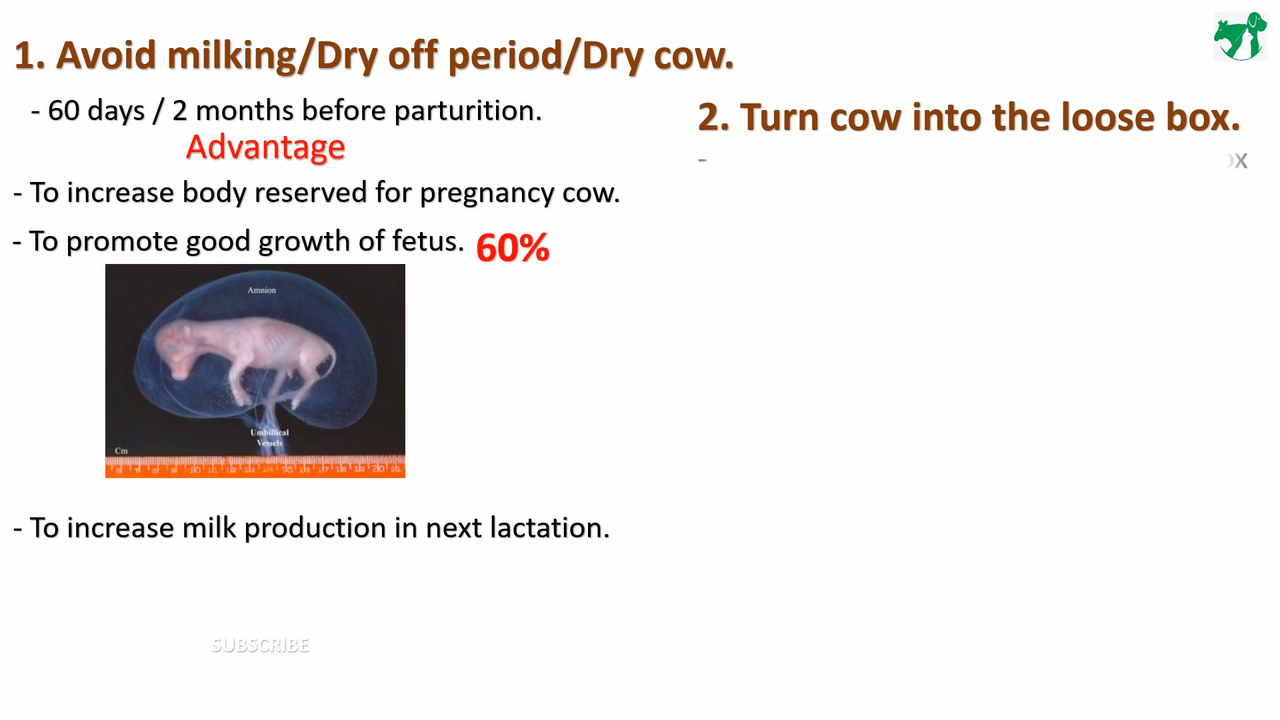 1. Avoid milking/Dry off period/Dry cow.
- 60 days / 2 months before parturition.
Advantage
- To increase body reserved for pregnancy cow.
- To promote good growth of fetus. 60%
Amnion
Umbillical
Vessels
Cm
- To increase milk production in next lactation.
SUBSCRIBE
2. Turn cow into the loose box.
-